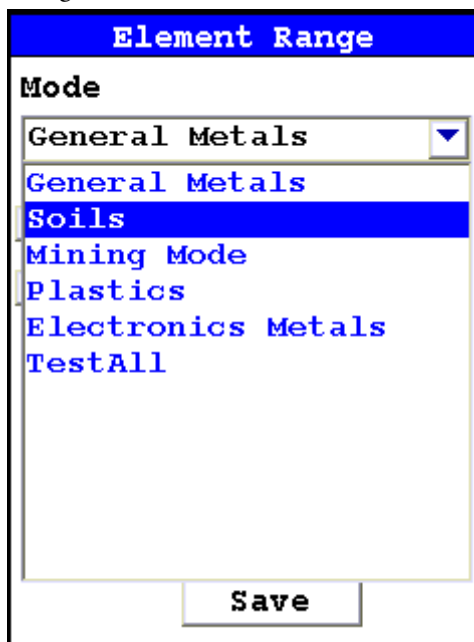 Element Range
Mode
General Metals
General Metals
Soils
Mining Mode
Plastics
Electronics Metals
TestAll
Save